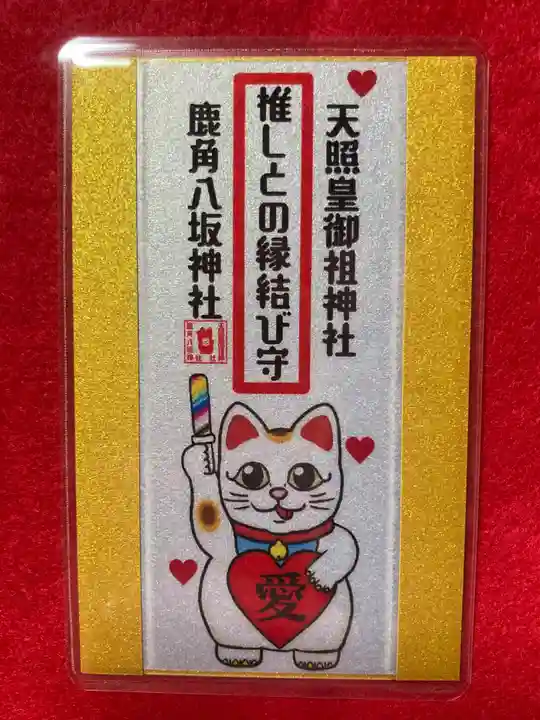 天照皇御祖神社
推しとの縁結び守
鹿角八坂神社
愛